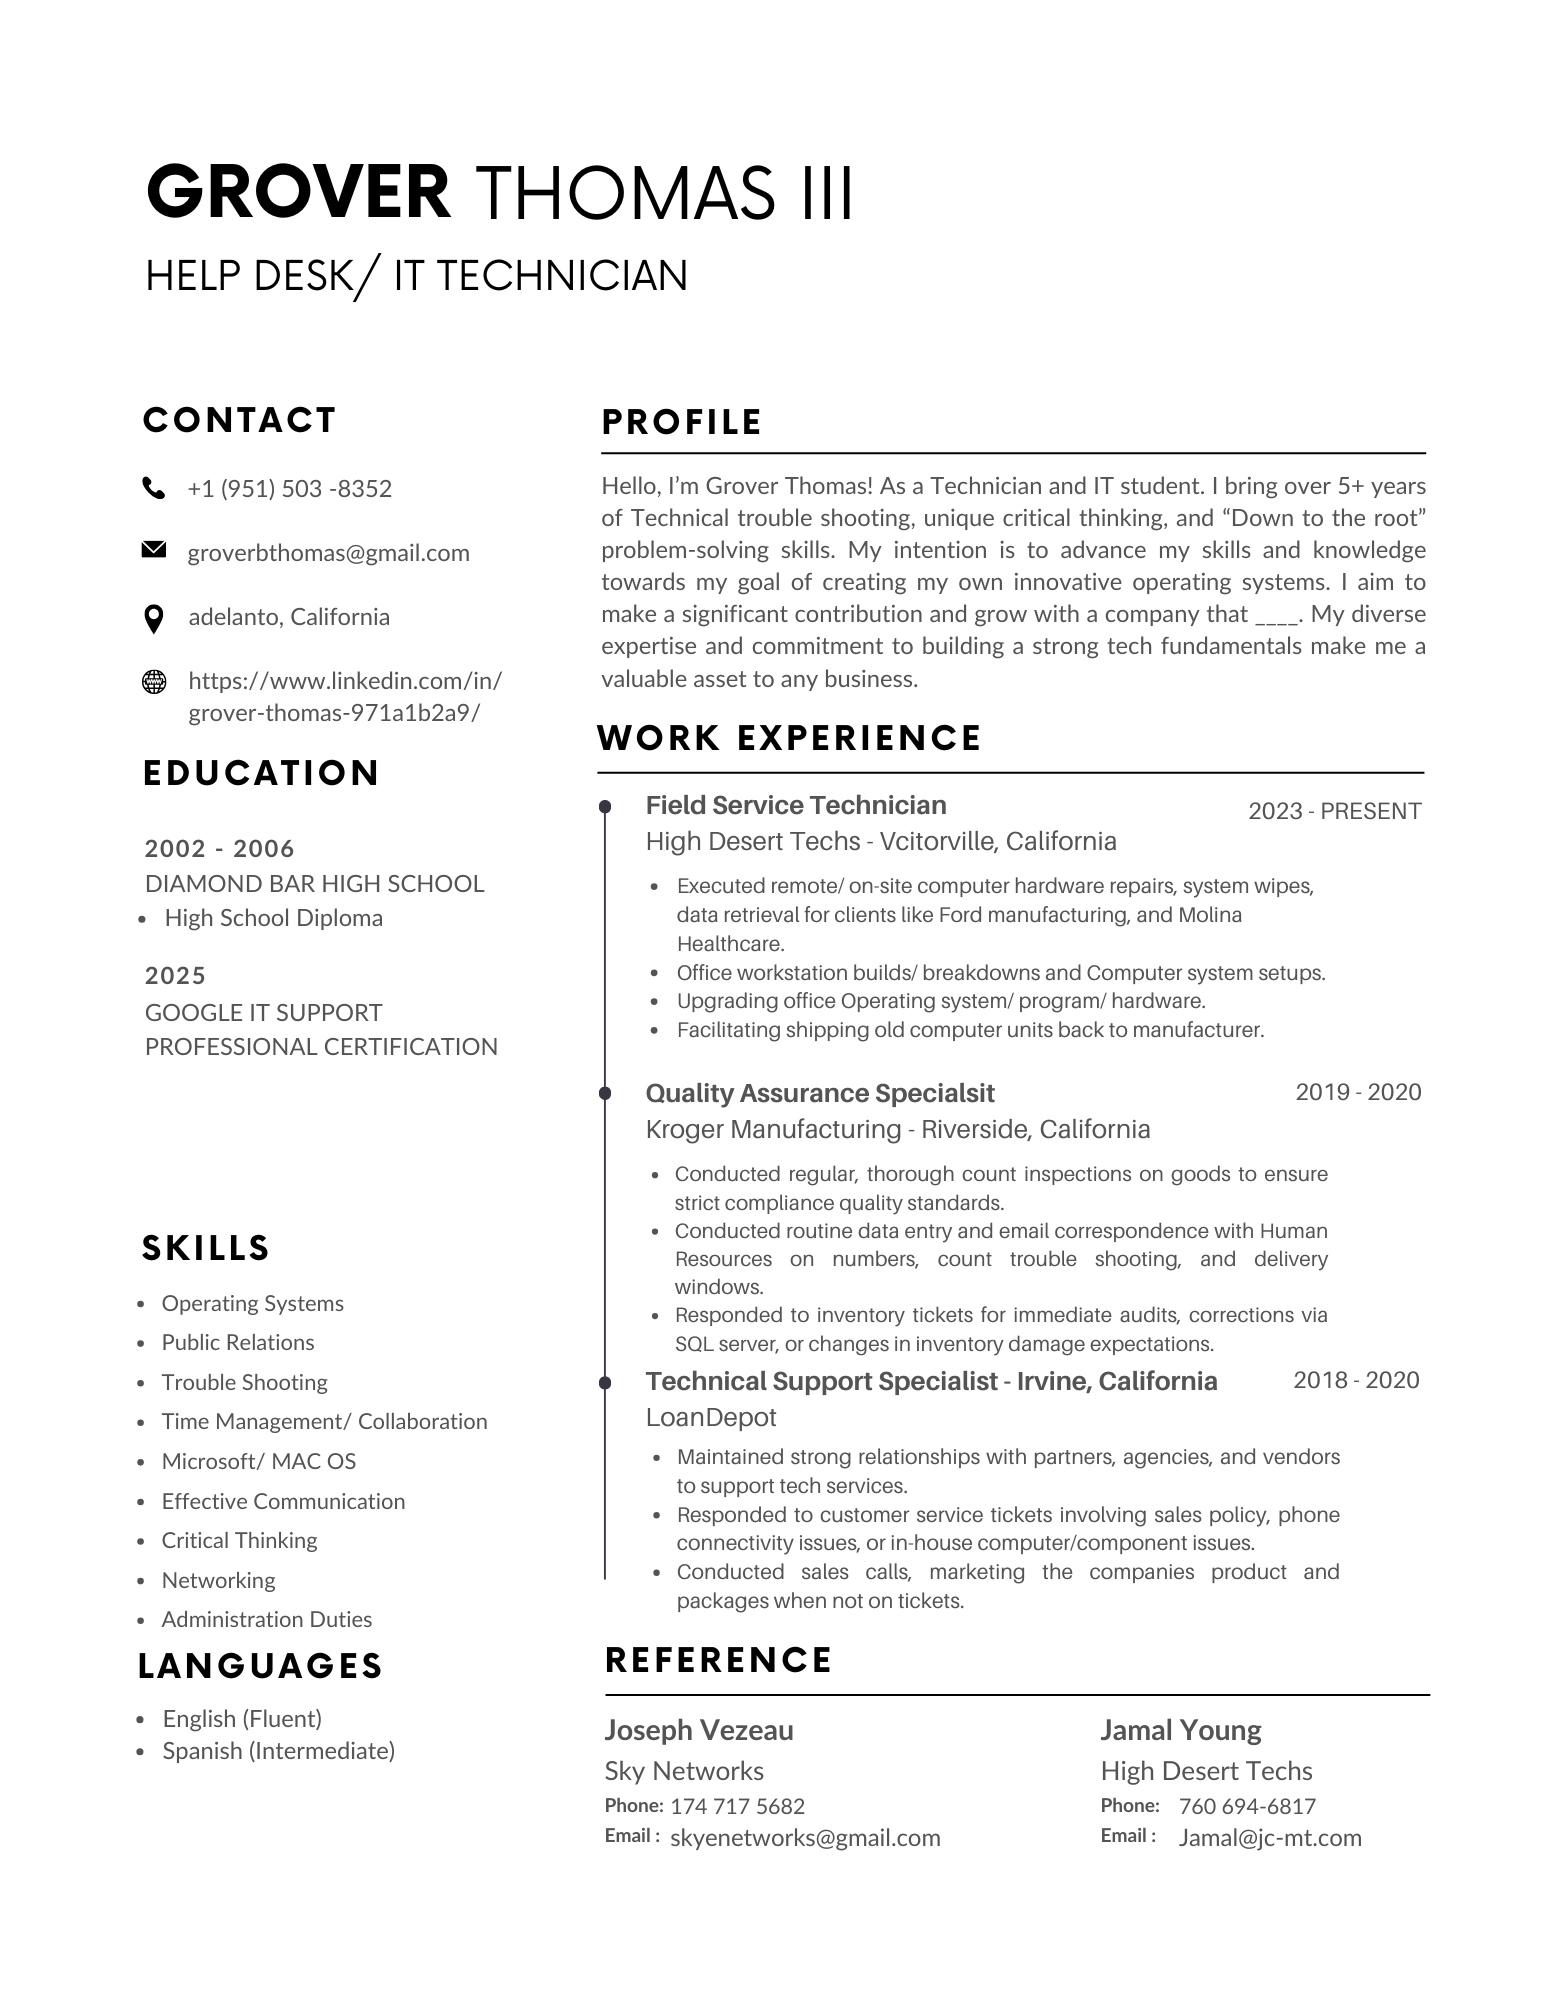 GROVER THOMAS III
HELP DESK/ IT TECHNICIAN
CONTACT
+1 (951) 503 -8352
groverbthomas@gmail.com
adelanto, California
https://www.linkedin.com/in/
grover-thomas-971a1b2a9/
EDUCATION
2002 - 2006
DIAMOND BAR HIGH SCHOOL
• High School Diploma
2025
GOOGLE IT SUPPORT
PROFESSIONAL CERTIFICATION
SKILLS
• Operating Systems
• Public Relations
• Trouble Shooting
• Time Management/ Collaboration
• Microsoft/ MAC OS
• Effective Communication
• Critical Thinking
• Networking
• Administration Duties
LANGUAGES
• English (Fluent)
• Spanish (Intermediate)
PROFILE
Hello, I’m Grover Thomas! As a Technician and IT student. I bring over 5+ years
of Technical trouble shooting, unique critical thinking, and “Down to the root”
problem-solving skills. My intention is to advance my skills and knowledge
towards my goal of creating my own innovative operating systems. I aim to
make a significant contribution and grow with a company that ____. My diverse
expertise and commitment to building a strong tech fundamentals make me a
valuable asset to any business.
WORK EXPERIENCE
Field Service Technician 2023 - PRESENT
High Desert Techs - Vcitorville, California
• Executed remote/ on-site computer hardware repairs, system wipes,
data retrieval for clients like Ford manufacturing, and Molina
Healthcare.
• Office workstation builds/ breakdowns and Computer system setups.
• Upgrading office Operating system/ program/ hardware.
• Facilitating shipping old computer units back to manufacturer.
Quality Assurance Specialsit 2019 - 2020
Kroger Manufacturing - Riverside, California
• Conducted regular, thorough count inspections on goods to ensure
strict compliance quality standards.
• Conducted routine data entry and email correspondence with Human
Resources on numbers, count trouble shooting, and delivery
windows.
• Responded to inventory tickets for immediate audits, corrections via
SQL server, or changes in inventory damage expectations.
Technical Support Specialist - Irvine, California 2018 - 2020
LoanDepot
• Maintained strong relationships with partners, agencies, and vendors
to support tech services.
• Responded to customer service tickets involving sales policy, phone
connectivity issues, or in-house computer/component issues.
• Conducted sales calls, marketing the companies product and
packages when not on tickets.
REFERENCE
Joseph Vezeau
Sky Networks
Phone: 174 717 5682
Email : skyenetworks@gmail.com
Jamal Young
High Desert Techs
Phone: 760 694-6817
Email : Jamal@jc-mt.com